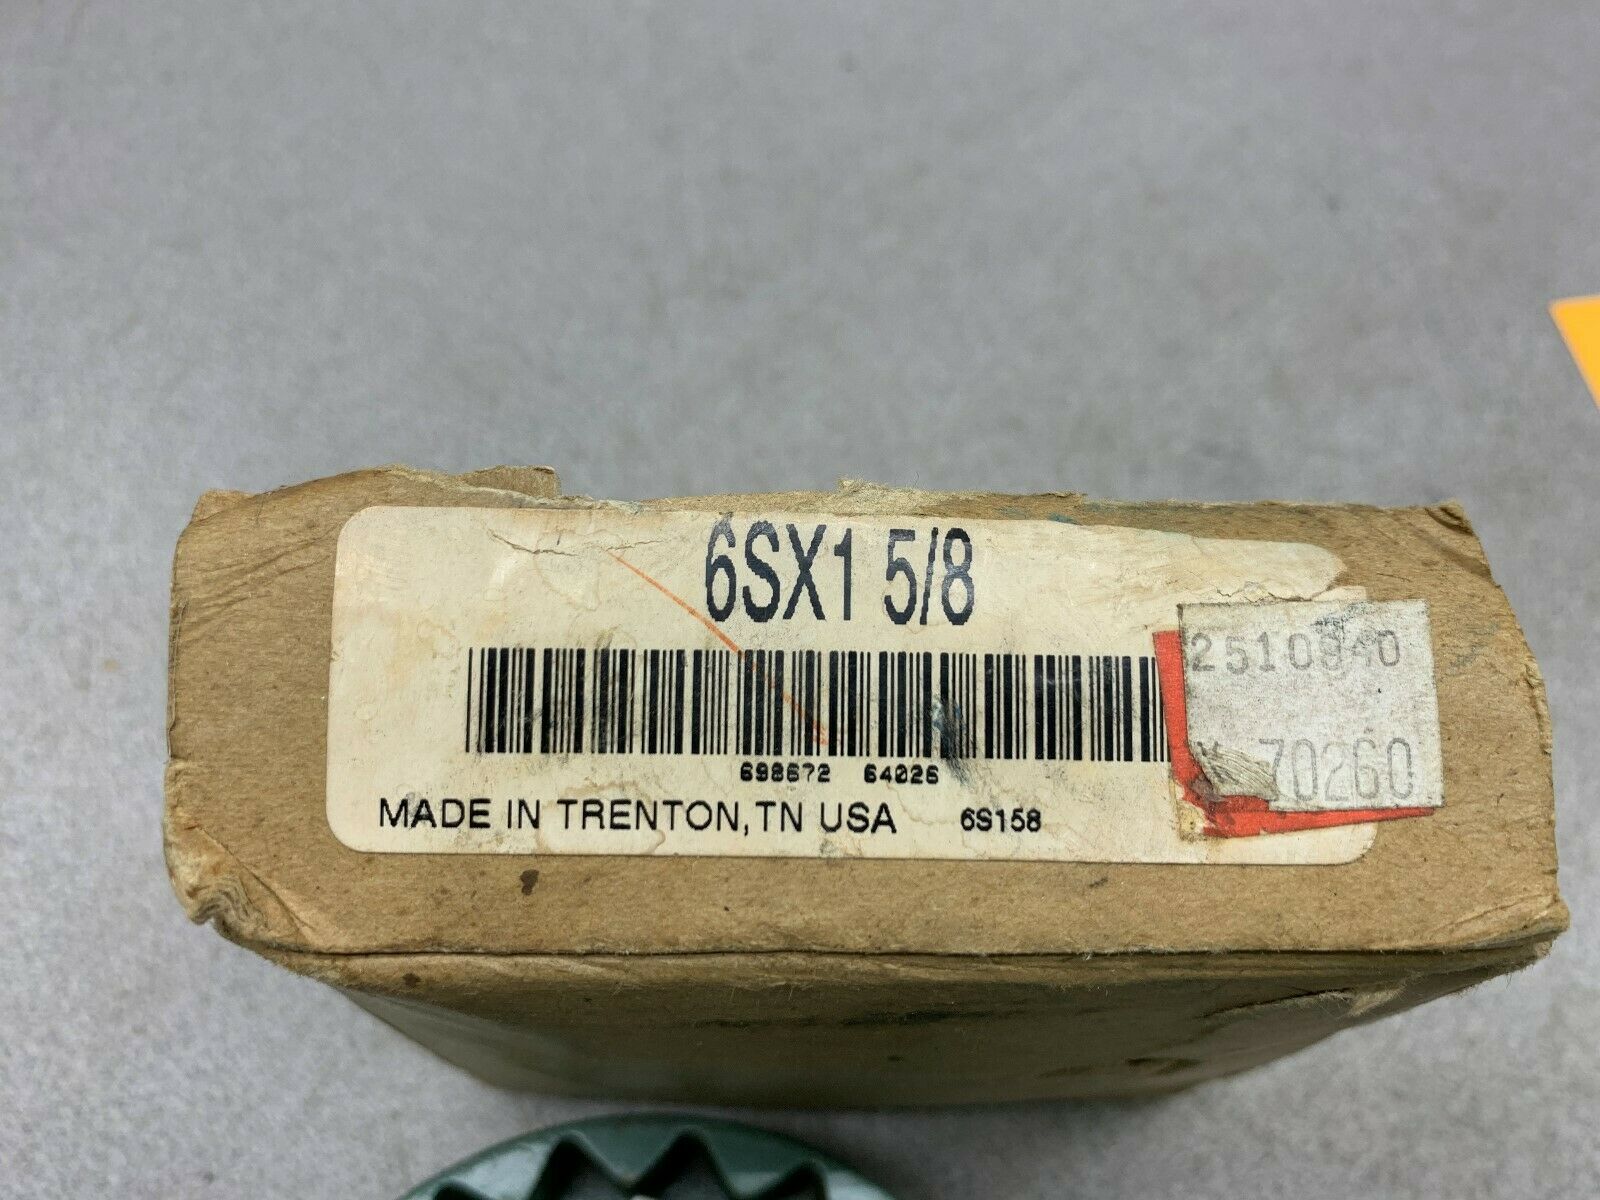 6SX1 5/8
2510940
70260
698672 64026
MADE IN TRENTON, TN USA 6S158